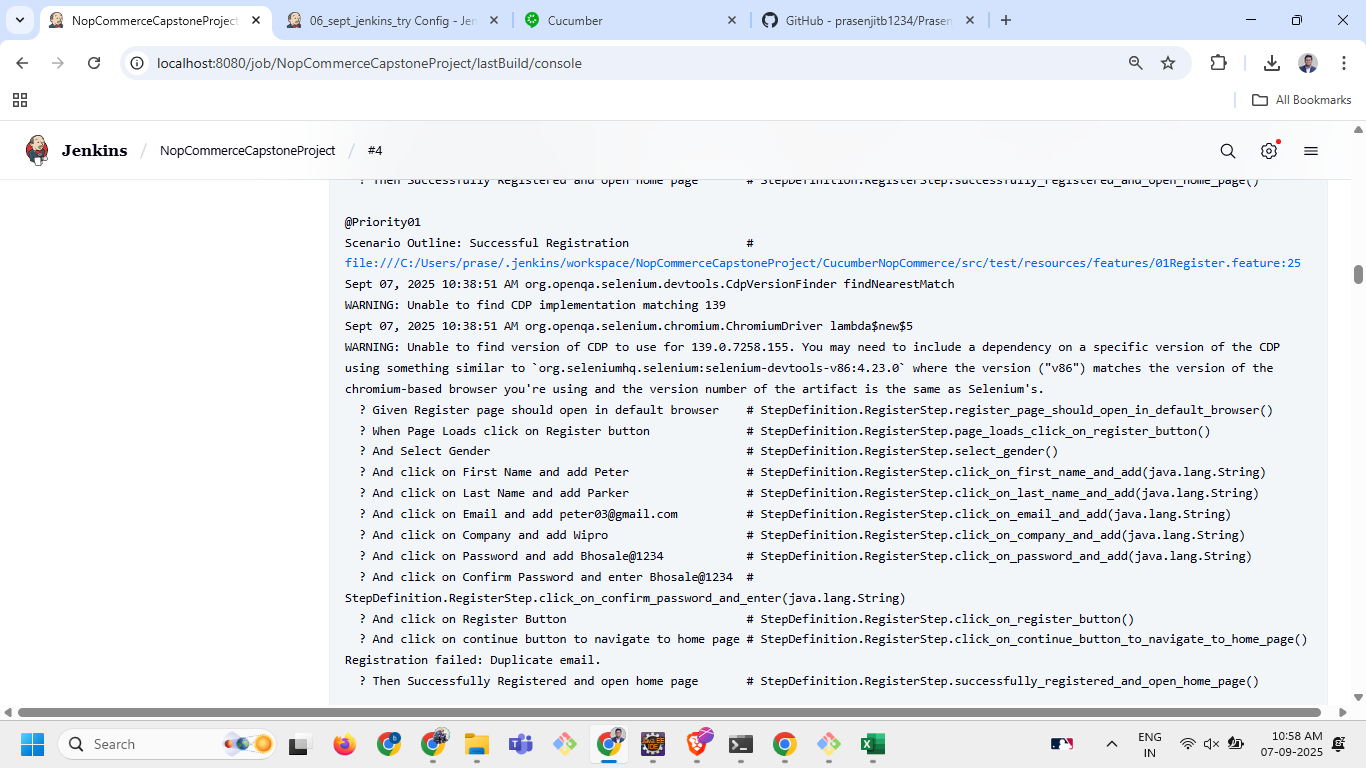 NopCommerceCapstoneProject
06_sept_jenkins_try Config - Jen
Cucumber
GitHub - prasenjitb1234/Prasen
localhost:8080/job/NopCommerceCapstoneProject/lastBuild/console
All Bookmarks
Jenkins / NopCommerceCapstoneProject / #4
? Then Successfully Registered and open home page # StepDefinition.RegisterStep.successfully_registered_and_open_home_page()
@Priority01
Scenario Outline: Successful Registration #
file:///C:/Users/prase/.jenkins/workspace/NopCommerceCapstoneProject/CucumberNopCommerce/src/test/resources/features/01Register.feature:25
Sept 07, 2025 10:38:51 AM org.openqa.selenium.devtools.CdpVersionFinder findNearestMatch
WARNING: Unable to find CDP implementation matching 139
Sept 07, 2025 10:38:51 AM org.openqa.selenium.chromium.ChromiumDriver lambda$new$5
WARNING: Unable to find version of CDP to use for 139.0.7258.155. You may need to include a dependency on a specific version of the CDP
using something similar to `org.seleniumhq.selenium:selenium-devtools-v86:4.23.0` where the version ("v86") matches the version of the
chromium-based browser you're using and the version number of the artifact is the same as Selenium's.
? Given Register page should open in default browser # StepDefinition.RegisterStep.register_page_should_open_in_default_browser()
? When Page Loads click on Register button # StepDefinition.RegisterStep.page_loads_click_on_register_button()
? And Select Gender # StepDefinition.RegisterStep.select_gender()
? And click on First Name and add Peter # StepDefinition.RegisterStep.click_on_first_name_and_add(java.lang.String)
? And click on Last Name and add Parker # StepDefinition.RegisterStep.click_on_last_name_and_add(java.lang.String)
? And click on Email and add peter03@gmail.com # StepDefinition.RegisterStep.click_on_email_and_add(java.lang.String)
? And click on Company and add Wipro # StepDefinition.RegisterStep.click_on_company_and_add(java.lang.String)
? And click on Password and add Bhosale@1234 # StepDefinition.RegisterStep.click_on_password_and_add(java.lang.String)
? And click on Confirm Password and enter Bhosale@1234 #
StepDefinition.RegisterStep.click_on_confirm_password_and_enter(java.lang.String)
? And click on Register Button # StepDefinition.RegisterStep.click_on_register_button()
? And click on continue button to navigate to home page # StepDefinition.RegisterStep.click_on_continue_button_to_navigate_to_home_page()
Registration failed: Duplicate email.
? Then Successfully Registered and open home page # StepDefinition.RegisterStep.successfully_registered_and_open_home_page()
Search
ENG
IN
10:58 AM
07-09-2025